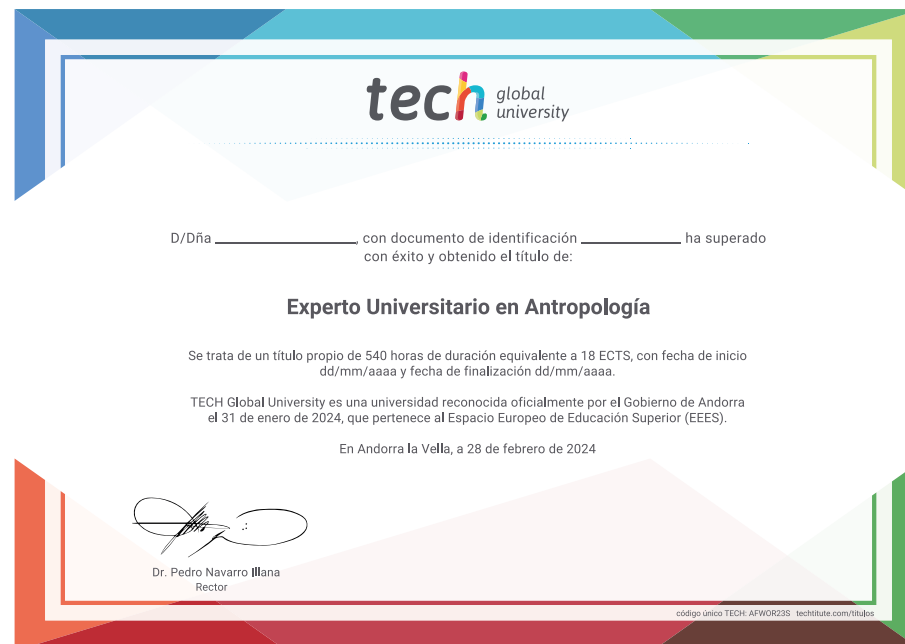 tech global
university
D/Dña ____________________, con documento de identificación ______________ ha superado
con éxito y obtenido el título de:
Experto Universitario en Antropología
Se trata de un título propio de 540 horas de duración equivalente a 18 ECTS, con fecha de inicio
dd/mm/aaaa y fecha de finalización dd/mm/aaaa.
TECH Global University es una universidad reconocida oficialmente por el Gobierno de Andorra
el 31 de enero de 2024, que pertenece al Espacio Europeo de Educación Superior (EEES).
En Andorra la Vella, a 28 de febrero de 2024
Dr. Pedro Navarro Illana
Rector
código único TECH: AFWOR23S techtitute.com/titulos